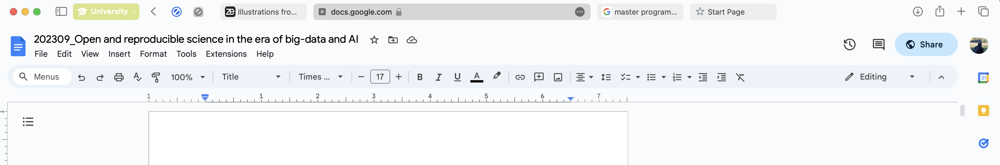 University
ze Illustrations fro...
docs.google.com
G master program...
Start Page
202309_Open and reproducible science in the era of big-data and AI
File Edit View Insert Format Tools Extensions Help
Share
Menus 100% Title Times ... − 17 + B I U A Editing
31
1 1 2 3 4 5 6 7
1